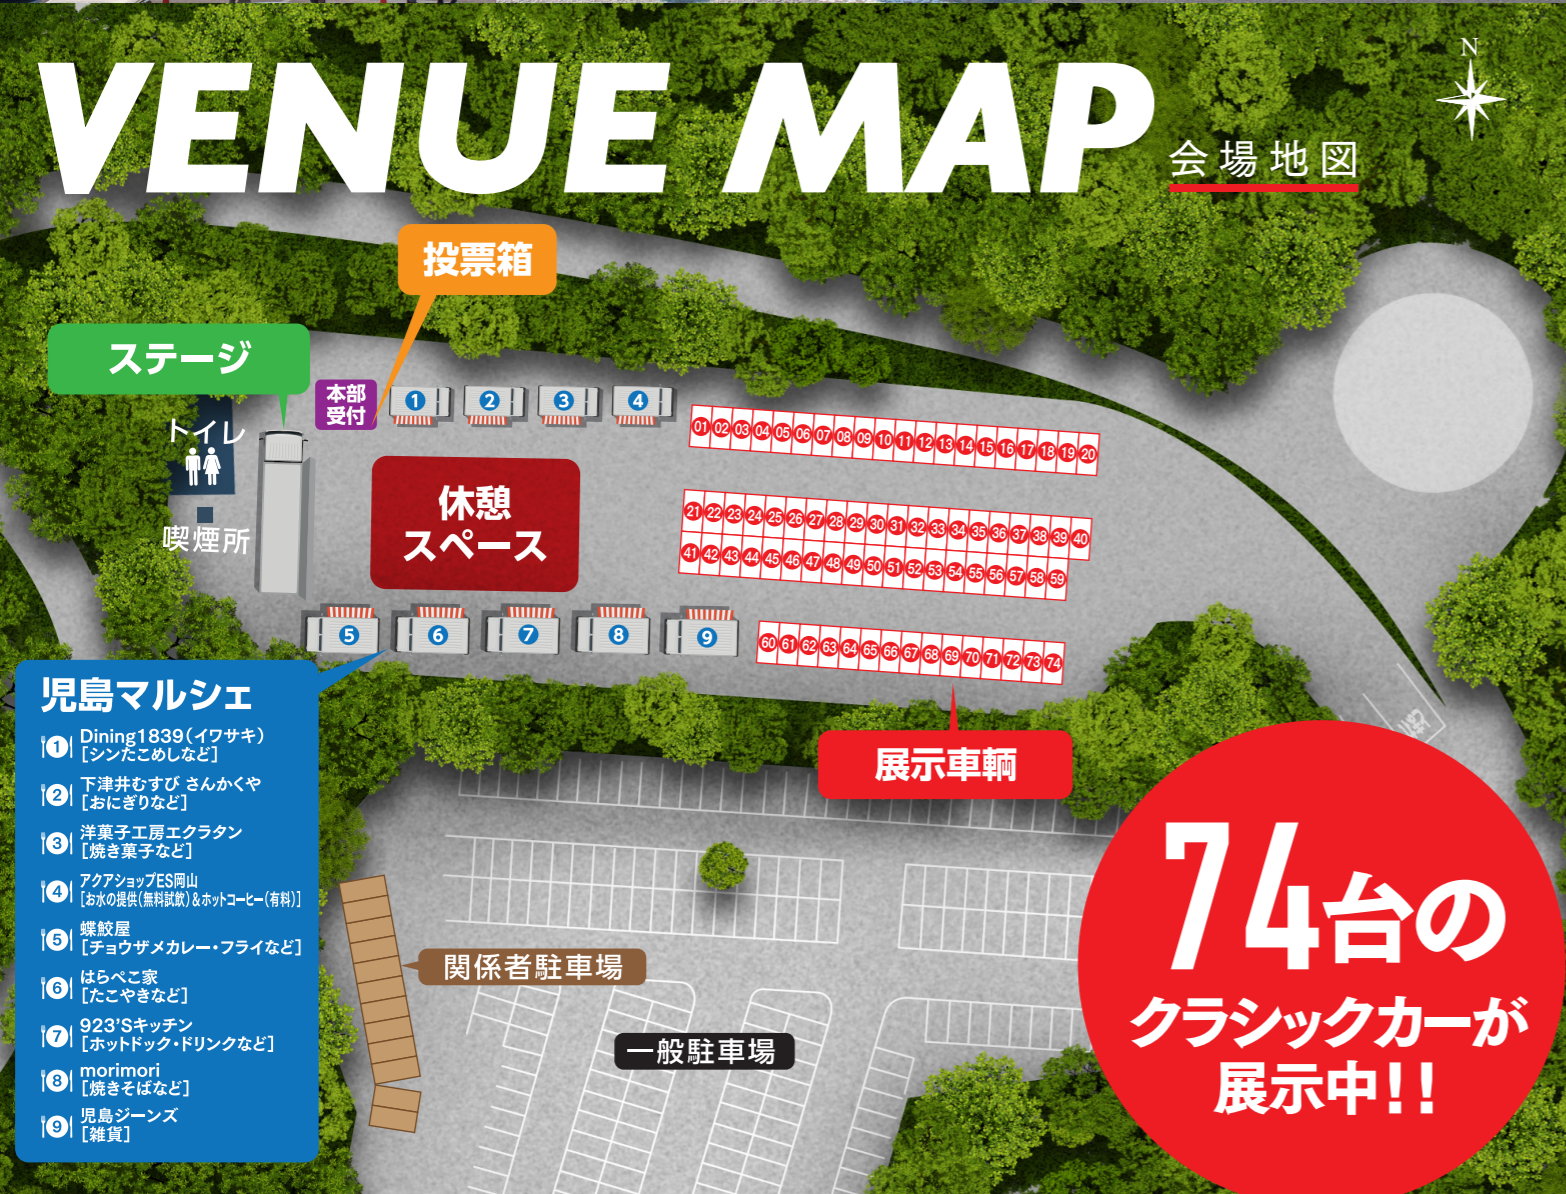 VENUE MAP
会場地図
N
投票箱
ステージ
本部
受付
1
2
3
4
トイレ
喫煙所
休憩
スペース
01 02 03 04 05 06 07 08 09 10 11 12 13 14 15 16 17 18 19 20
21 22 23 24 25 26 27 28 29 30 31 32 33 34 35 36 37 38 39 40
41 42 43 44 45 46 47 48 49 50 51 52 53 54 55 56 57 58 59
5
6
7
8
9
60 61 62 63 64 65 66 67 68 69 70 71 72 73 74
展示車輌
児島マルシェ
1 Dining1839(イワサキ)
[シンたこめしなど]
2 下津井むすび さんかくや
[おにぎりなど]
3 洋菓子工房エクラタン
[焼き菓子など]
4 アクアショップES岡山
[お水の提供(無料試飲)&ホットコーヒー(有料)]
5 蝶鮫屋
[チョウザメカレー・フライなど]
6 はらぺこ家
[たこやきなど]
7 923’Sキッチン
[ホットドック・ドリンクなど]
8 morimori
[焼きそばなど]
9 児島ジーンズ
[雑貨]
関係者駐車場
一般駐車場
74台の
クラシックカーが
展示中!!